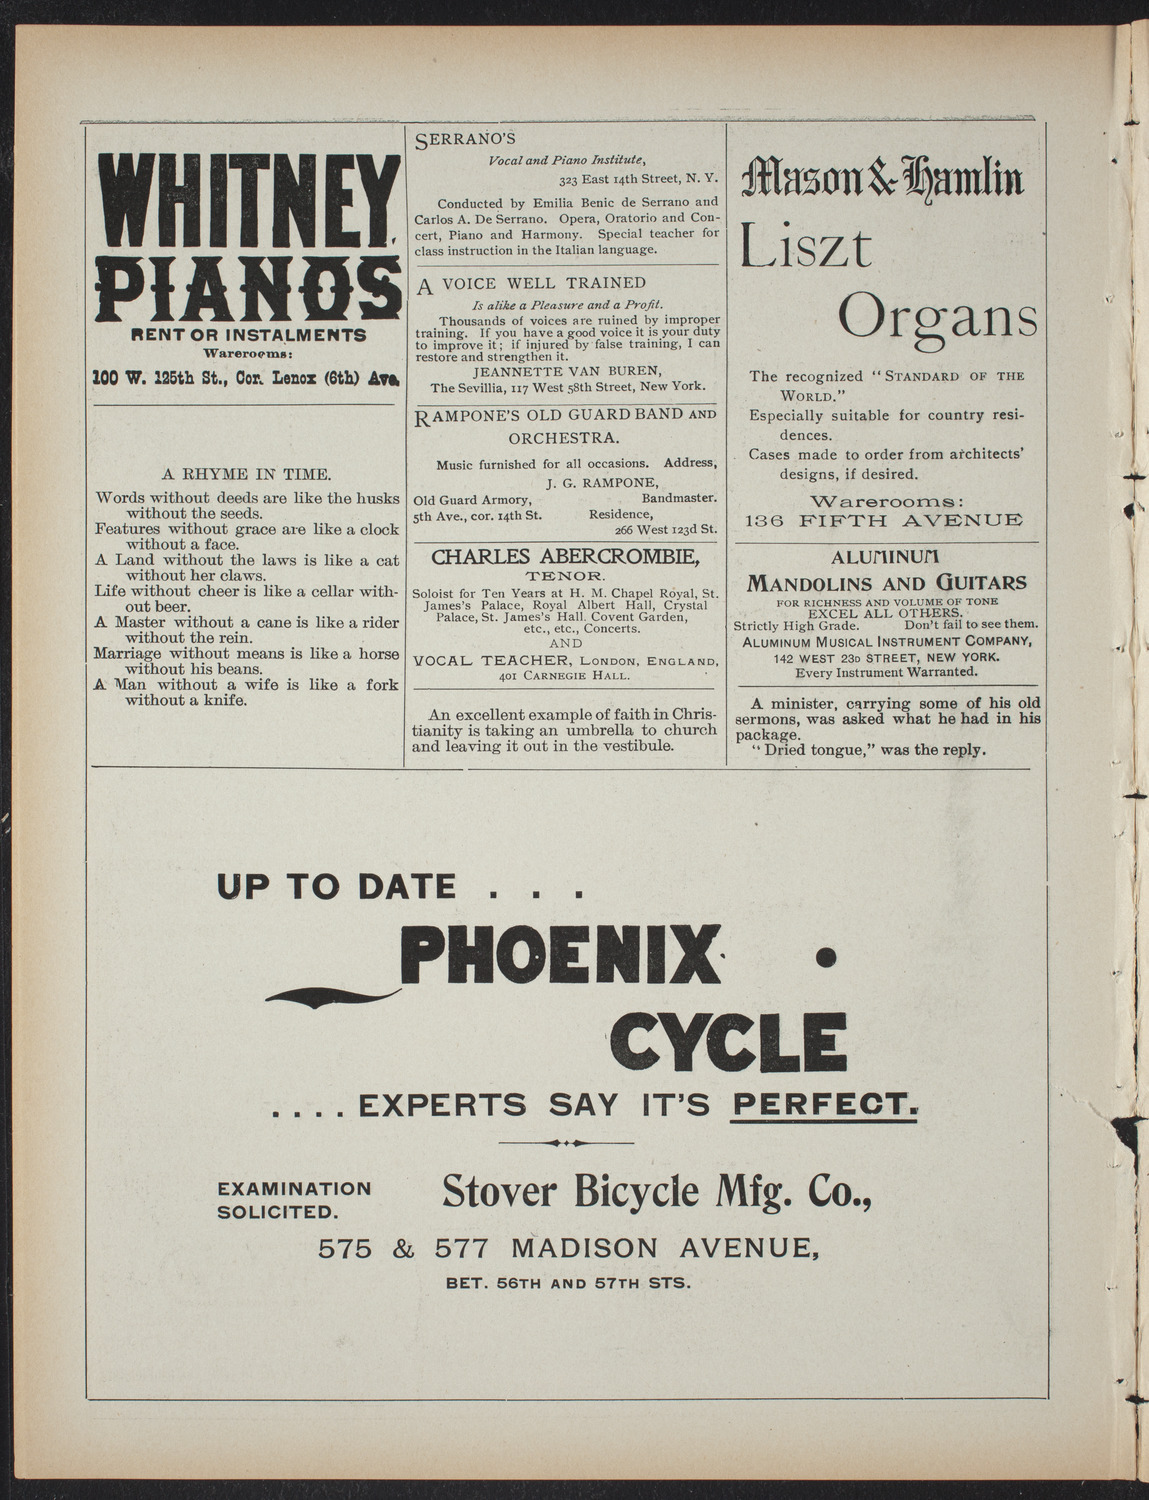 WHITNEY
PIANOS
RENT OR INSTALMENTS
Warerooms:
100 W. 125th St., Cor. Lenox (6th) Ave.
A RHYME IN TIME.
Words without deeds are like the husks
without the seeds.
Features without grace are like a clock
without a face.
A Land without the laws is like a cat
without her claws.
Life without cheer is like a cellar with-
out beer.
A Master without a cane is like a rider
without the rein.
Marriage without means is like a horse
without his beans.
A Man without a wife is like a fork
without a knife.
SERRANO'S
Vocal and Piano Institute,
323 East 14th Street, N. Y.
Conducted by Emilia Benic de Serrano and
Carlos A. De Serrano. Opera, Oratorio and Con-
cert, Piano and Harmony. Special teacher for
class instruction in the Italian language.
A VOICE WELL TRAINED
Is alike a Pleasure and a Profit.
Thousands of voices are ruined by improper
training. If you have a good voice it is your duty
to improve it; if injured by false training, I can
restore and strengthen it.
JEANNETTE VAN BUREN,
The Sevillia, 117 West 58th Street, New York.
RAMPONE'S OLD GUARD BAND AND
ORCHESTRA.
Music furnished for all occasions. Address,
J. G. RAMPONE,
Old Guard Armory, Bandmaster.
5th Ave., cor. 14th St. Residence,
266 West 123d St.
CHARLES ABERCROMBIE,
TENOR.
Soloist for Ten Years at H. M. Chapel Royal, St.
James's Palace, Royal Albert Hall, Crystal
Palace, St. James's Hall. Covent Garden,
etc., etc., Concerts.
AND
VOCAL TEACHER, LONDON, ENGLAND,
401 CARNEGIE HALL.
An excellent example of faith in Chris-
tianity is taking an umbrella to church
and leaving it out in the vestibule.
Mason & Hamlin
Liszt
Organs
The recognized "STANDARD OF THE
WORLD."
Especially suitable for country resi-
dences.
Cases made to order from architects'
designs, if desired.
Warerooms:
136 FIFTH AVENUE
ALUMINUM
MANDOLINS AND GUITARS
FOR RICHNESS AND VOLUME OF TONE
EXCEL ALL OTHERS.
Strictly High Grade. Don't fail to see them.
ALUMINUM MUSICAL INSTRUMENT COMPANY,
142 WEST 23D STREET, NEW YORK.
Every Instrument Warranted.
A minister, carrying some of his old
sermons, was asked what he had in his
package.
"Dried tongue," was the reply.
UP TO DATE . . .
PHOENIX
CYCLE
. . . . EXPERTS SAY IT'S PERFECT.
EXAMINATION
SOLICITED.
Stover Bicycle Mfg. Co.,
575 & 577 MADISON AVENUE,
BET. 56TH AND 57TH STS.